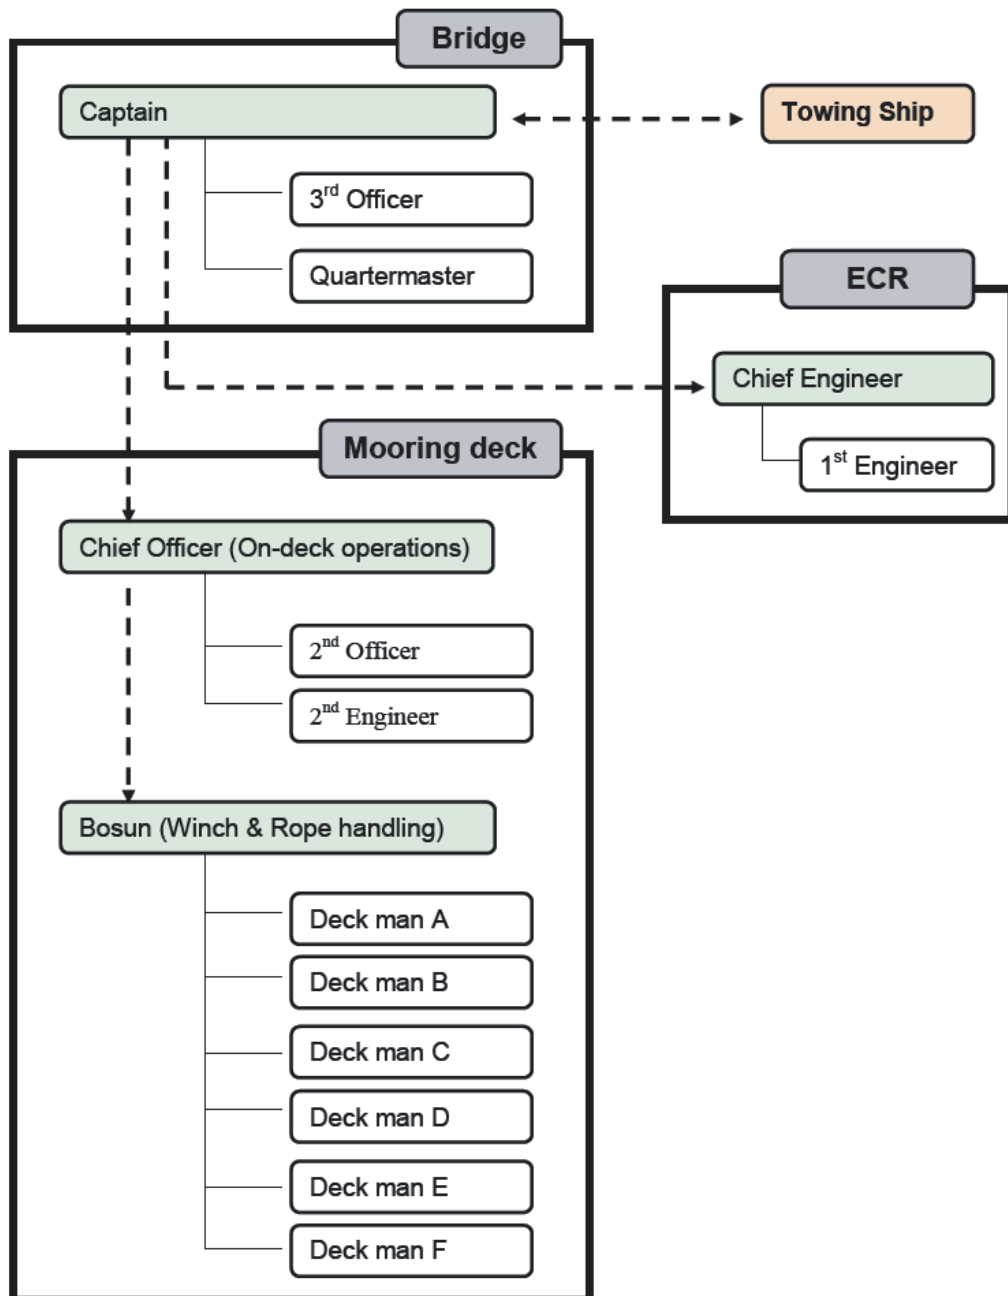 Bridge
Captain
Towing Ship
3rd Officer
Quartermaster
ECR
Chief Engineer
1st Engineer
Mooring deck
Chief Officer (On-deck operations)
2nd Officer
2nd Engineer
Bosun (Winch & Rope handling)
Deck man A
Deck man B
Deck man C
Deck man D
Deck man E
Deck man F